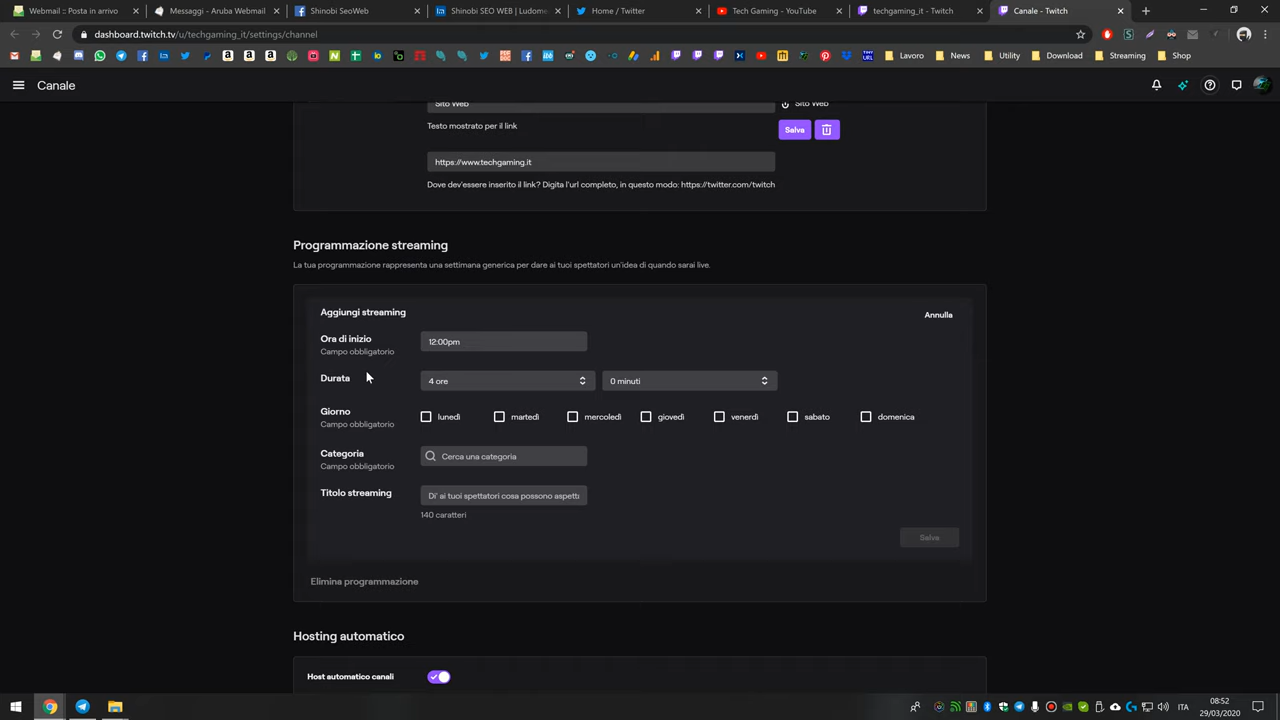 Webmail :: Posta in arrivo
Messaggi - Aruba Webmail
Shinobi SeoWeb
Shinobi SEO WEB | Ludom
Home / Twitter
Tech Gaming - YouTube
techgaming_it - Twitch
Canale - Twitch
dashboard.twitch.tv/u/techgaming_it/settings/channel
Lavoro
News
Utility
Download
Streaming
Shop
Canale
Sito Web
Sito Web
Testo mostrato per il link
Salva
https://www.techgaming.it
Dove dev'essere inserito il link? Digita l'url completo, in questo modo: https://twitter.com/twitch
Programmazione streaming
La tua programmazione rappresenta una settimana generica per dare ai tuoi spettatori un'idea di quando sarai live.
Aggiungi streaming
Annulla
Ora di inizio
Campo obbligatorio
12:00pm
Durata
4 ore
0 minuti
Giorno
Campo obbligatorio
lunedì
martedì
mercoledì
giovedì
venerdì
sabato
domenica
Categoria
Campo obbligatorio
Cerca una categoria
Titolo streaming
Di' ai tuoi spettatori cosa possono aspetta
140 caratteri
Salva
Elimina programmazione
Hosting automatico
Host automatico canali
ITA
08:52
29/03/2020